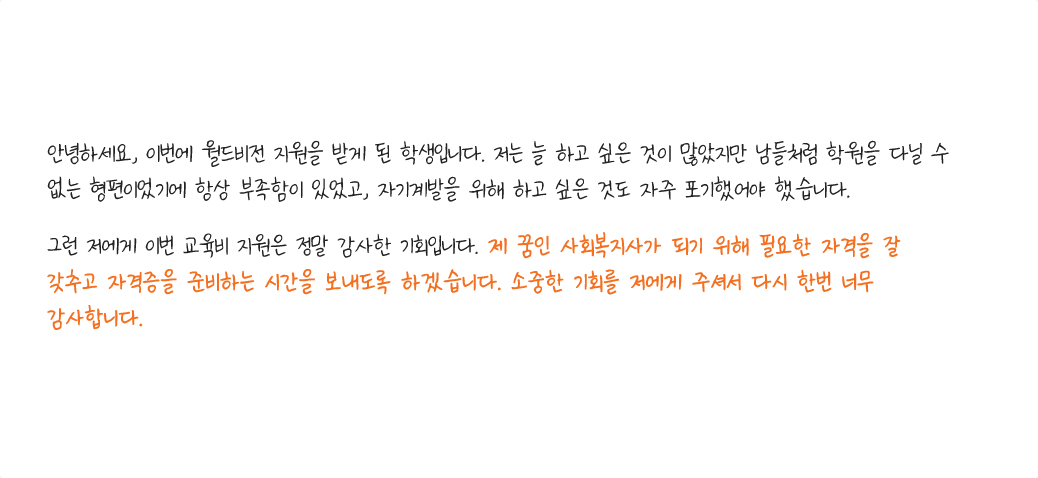 안녕하세요, 이번에 월드비전 지원을 받게 된 학생입니다. 저는 늘 하고 싶은 것이 많았지만 남들처럼 학원을 다닐 수
없는 형편이었기에 항상 부족함이 있었고, 자기계발을 위해 하고 싶은 것도 자주 포기했어야 했습니다.
그런 저에게 이번 교육비 지원은 정말 감사한 기회입니다. 제 꿈인 사회복지사가 되기 위해 필요한 자격을 잘
갖추고 자격증을 준비하는 시간을 보내도록 하겠습니다. 소중한 기회를 저에게 주셔서 다시 한번 너무
감사합니다.